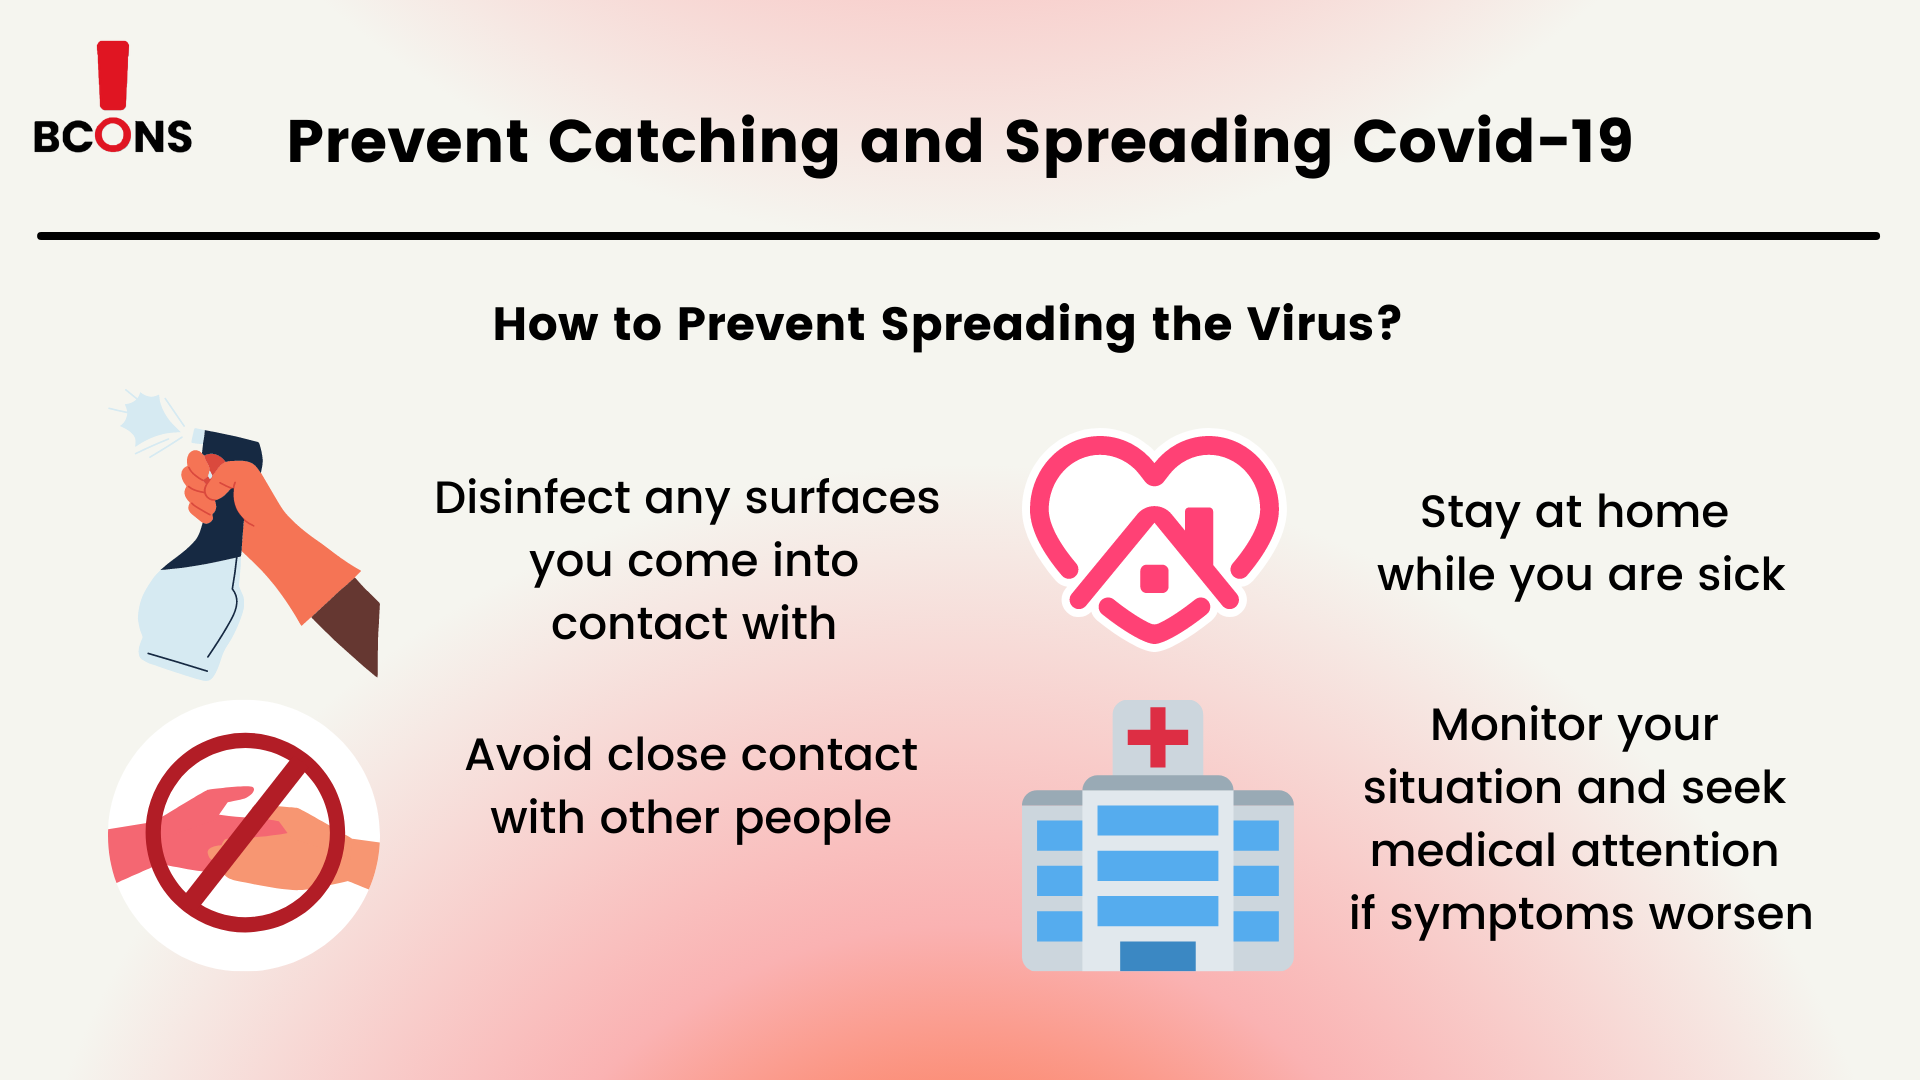 BCONS
Prevent Catching and Spreading Covid-19
How to Prevent Spreading the Virus?
Disinfect any surfaces
you come into
contact with
Stay at home
while you are sick
Avoid close contact
with other people
Monitor your
situation and seek
medical attention
if symptoms worsen